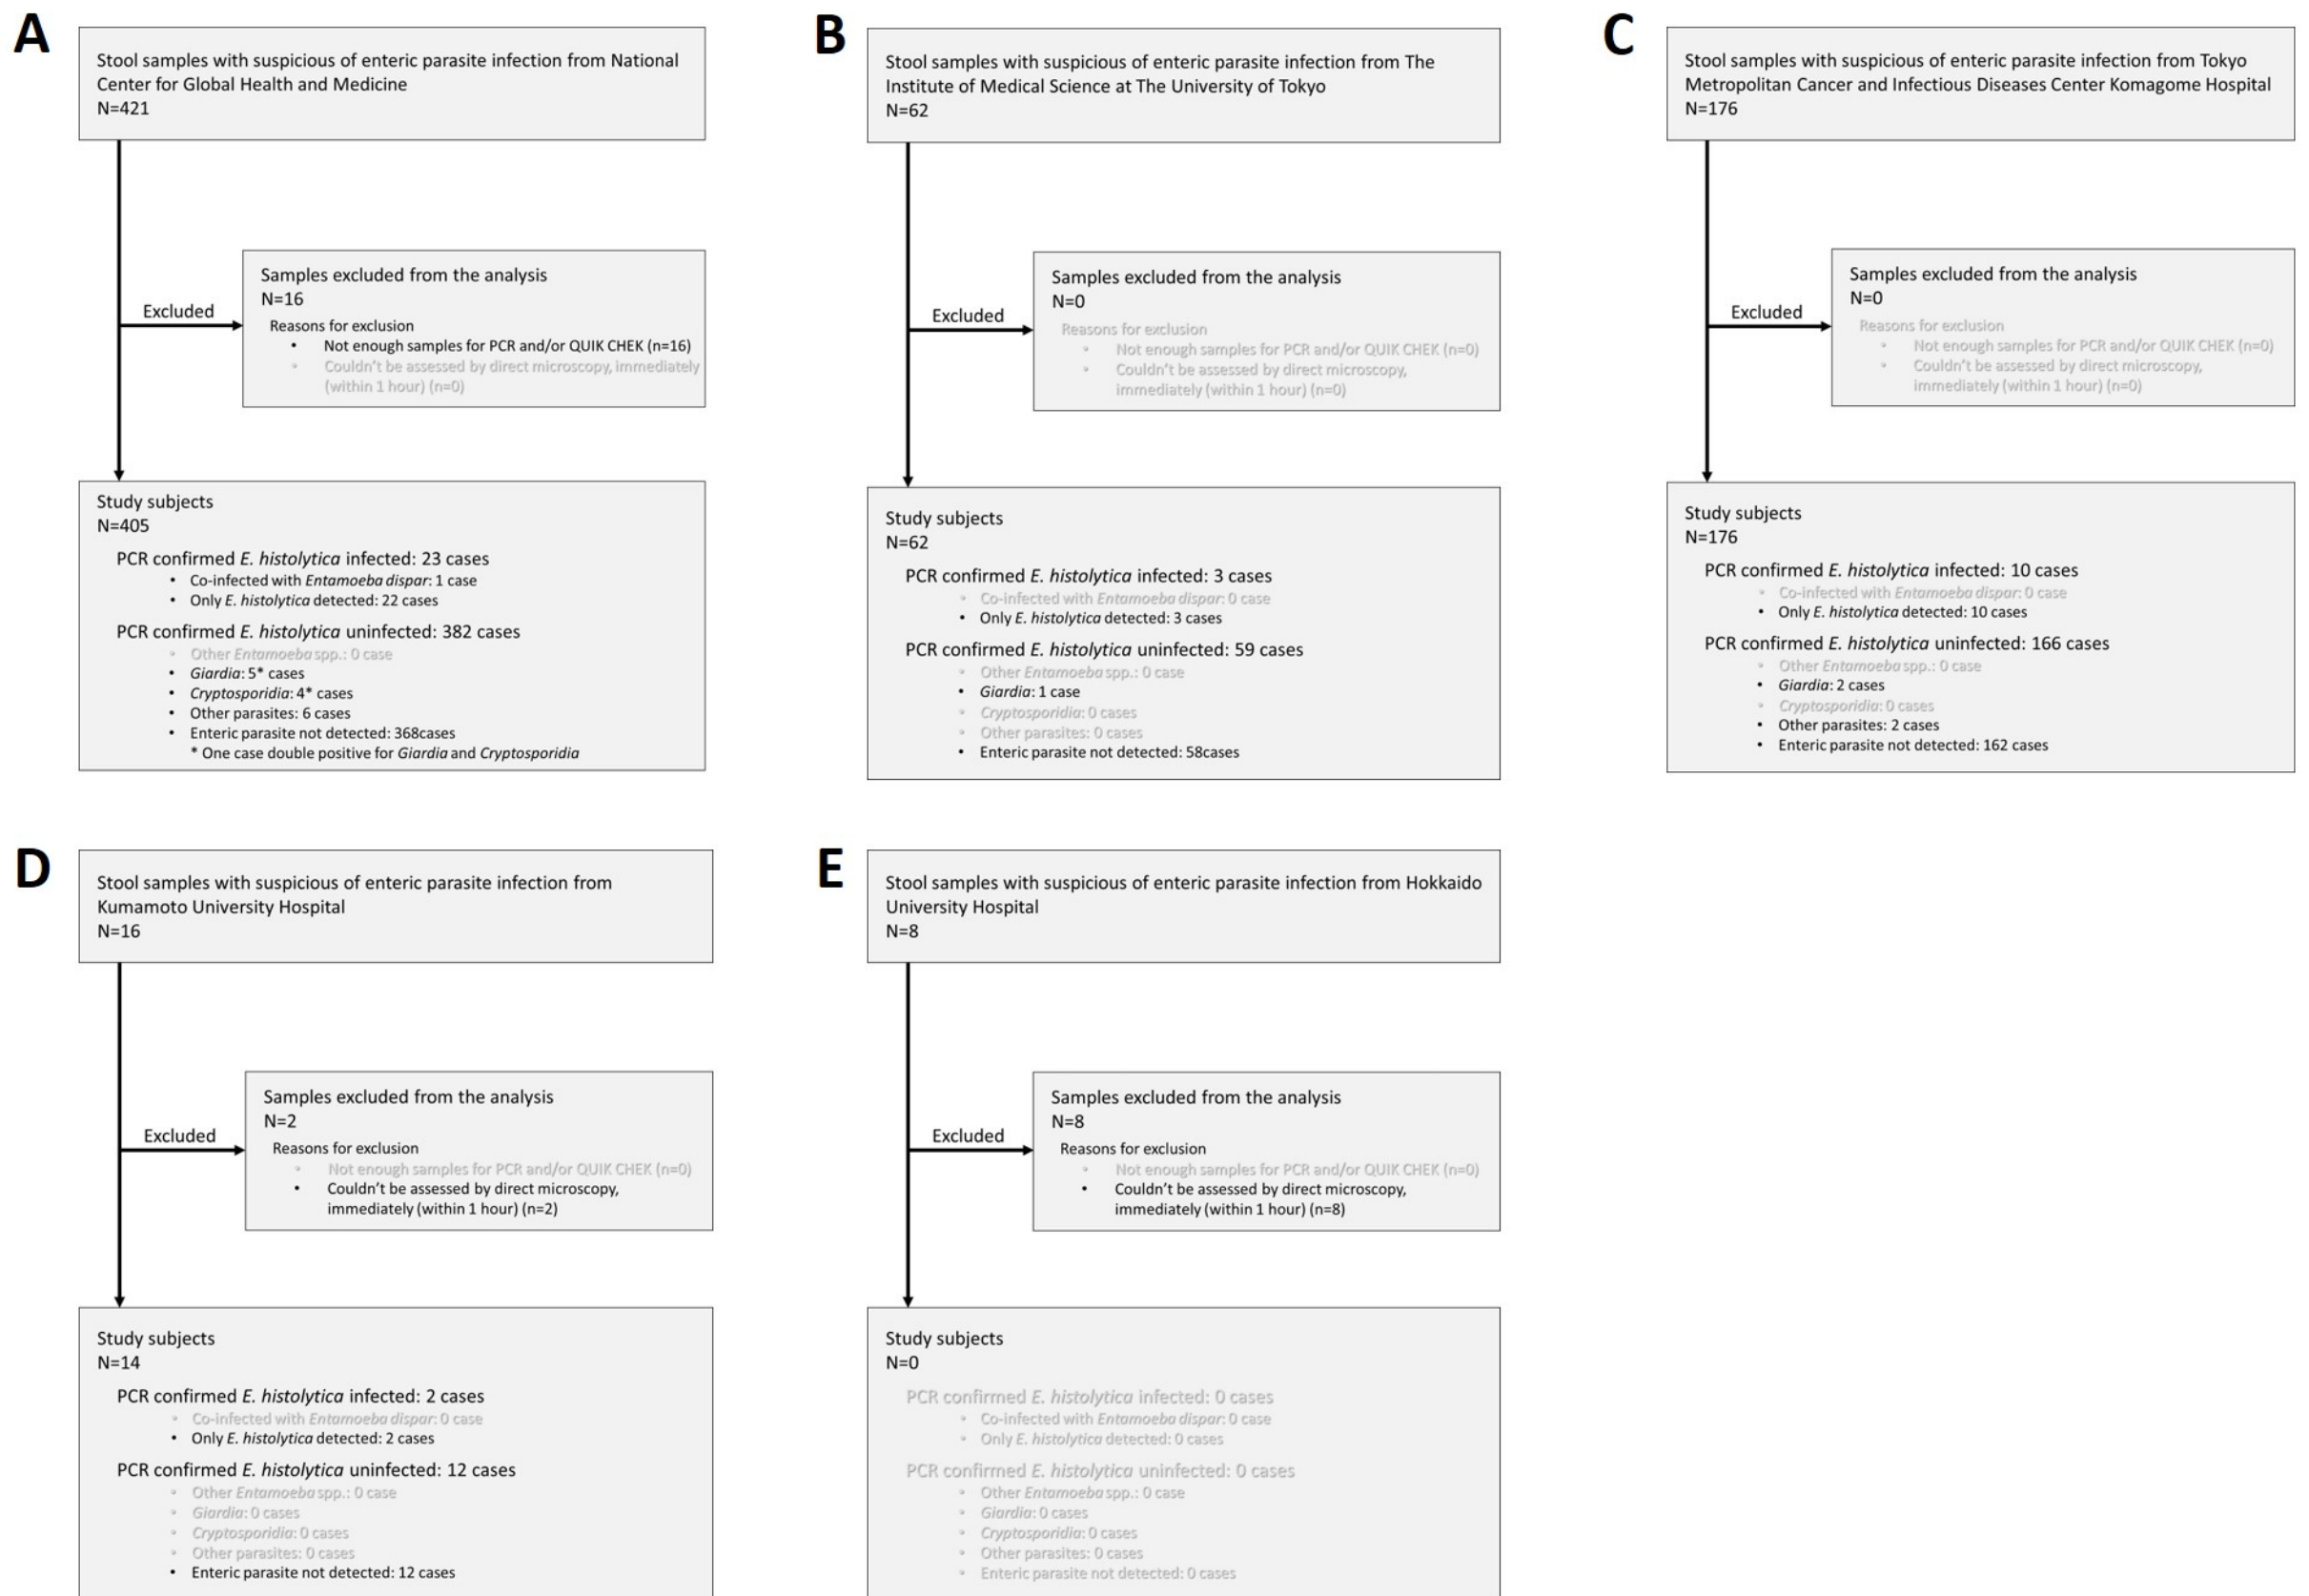 A
Stool samples with suspicious of enteric parasite infection from National
Center for Global Health and Medicine
N=421
Excluded
Samples excluded from the analysis
N=16
Reasons for exclusion
• Not enough samples for PCR and/or QUIK CHEK (n=16)
• Couldn't be assessed by direct microscopy, immediately
(within 1 hour) (n=0)
Study subjects
N=405
PCR confirmed E. histolytica infected: 23 cases
• Co-infected with Entamoeba dispar: 1 case
• Only E. histolytica detected: 22 cases
PCR confirmed E. histolytica uninfected: 382 cases
• Other Entamoeba spp.: 0 case
• Giardia: 5* cases
• Cryptosporidia: 4* cases
• Other parasites: 6 cases
• Enteric parasite not detected: 368cases
* One case double positive for Giardia and Cryptosporidia
B
Stool samples with suspicious of enteric parasite infection from The
Institute of Medical Science at The University of Tokyo
N=62
Excluded
Samples excluded from the analysis
N=0
Reasons for exclusion
• Not enough samples for PCR and/or QUIK CHEK (n=0)
• Couldn't be assessed by direct microscopy,
immediately (within 1 hour) (n=0)
Study subjects
N=62
PCR confirmed E. histolytica infected: 3 cases
• Co-infected with Entamoeba dispar: 0 case
• Only E. histolytica detected: 3 cases
PCR confirmed E. histolytica uninfected: 59 cases
• Other Entamoeba spp.: 0 case
• Giardia: 1 case
• Cryptosporidia: 0 cases
• Other parasites: 0 cases
• Enteric parasite not detected: 58cases
C
Stool samples with suspicious of enteric parasite infection from Tokyo
Metropolitan Cancer and Infectious Diseases Center Komagome Hospital
N=176
Excluded
Samples excluded from the analysis
N=0
Reasons for exclusion
• Not enough samples for PCR and/or QUIK CHEK (n=0)
• Couldn't be assessed by direct microscopy,
immediately (within 1 hour) (n=0)
Study subjects
N=176
PCR confirmed E. histolytica infected: 10 cases
• Co-infected with Entamoeba dispar: 0 case
• Only E. histolytica detected: 10 cases
PCR confirmed E. histolytica uninfected: 166 cases
• Other Entamoeba spp.: 0 case
• Giardia: 2 cases
• Cryptosporidia: 0 cases
• Other parasites: 2 cases
• Enteric parasite not detected: 162 cases
D
Stool samples with suspicious of enteric parasite infection from
Kumamoto University Hospital
N=16
Excluded
Samples excluded from the analysis
N=2
Reasons for exclusion
• Not enough samples for PCR and/or QUIK CHEK (n=0)
• Couldn't be assessed by direct microscopy,
immediately (within 1 hour) (n=2)
Study subjects
N=14
PCR confirmed E. histolytica infected: 2 cases
• Co-infected with Entamoeba dispar: 0 case
• Only E. histolytica detected: 2 cases
PCR confirmed E. histolytica uninfected: 12 cases
• Other Entamoeba spp.: 0 case
• Giardia: 0 cases
• Cryptosporidia: 0 cases
• Other parasites: 0 cases
• Enteric parasite not detected: 12 cases
E
Stool samples with suspicious of enteric parasite infection from Hokkaido
University Hospital
N=8
Excluded
Samples excluded from the analysis
N=8
Reasons for exclusion
• Not enough samples for PCR and/or QUIK CHEK (n=0)
• Couldn't be assessed by direct microscopy,
immediately (within 1 hour) (n=8)
Study subjects
N=0
PCR confirmed E. histolytica infected: 0 cases
• Co-infected with Entamoeba dispar: 0 case
• Only E. histolytica detected: 0 cases
PCR confirmed E. histolytica uninfected: 0 cases
• Other Entamoeba spp.: 0 case
• Giardia: 0 cases
• Cryptosporidia: 0 cases
• Other parasites: 0 cases
• Enteric parasite not detected: 0 cases